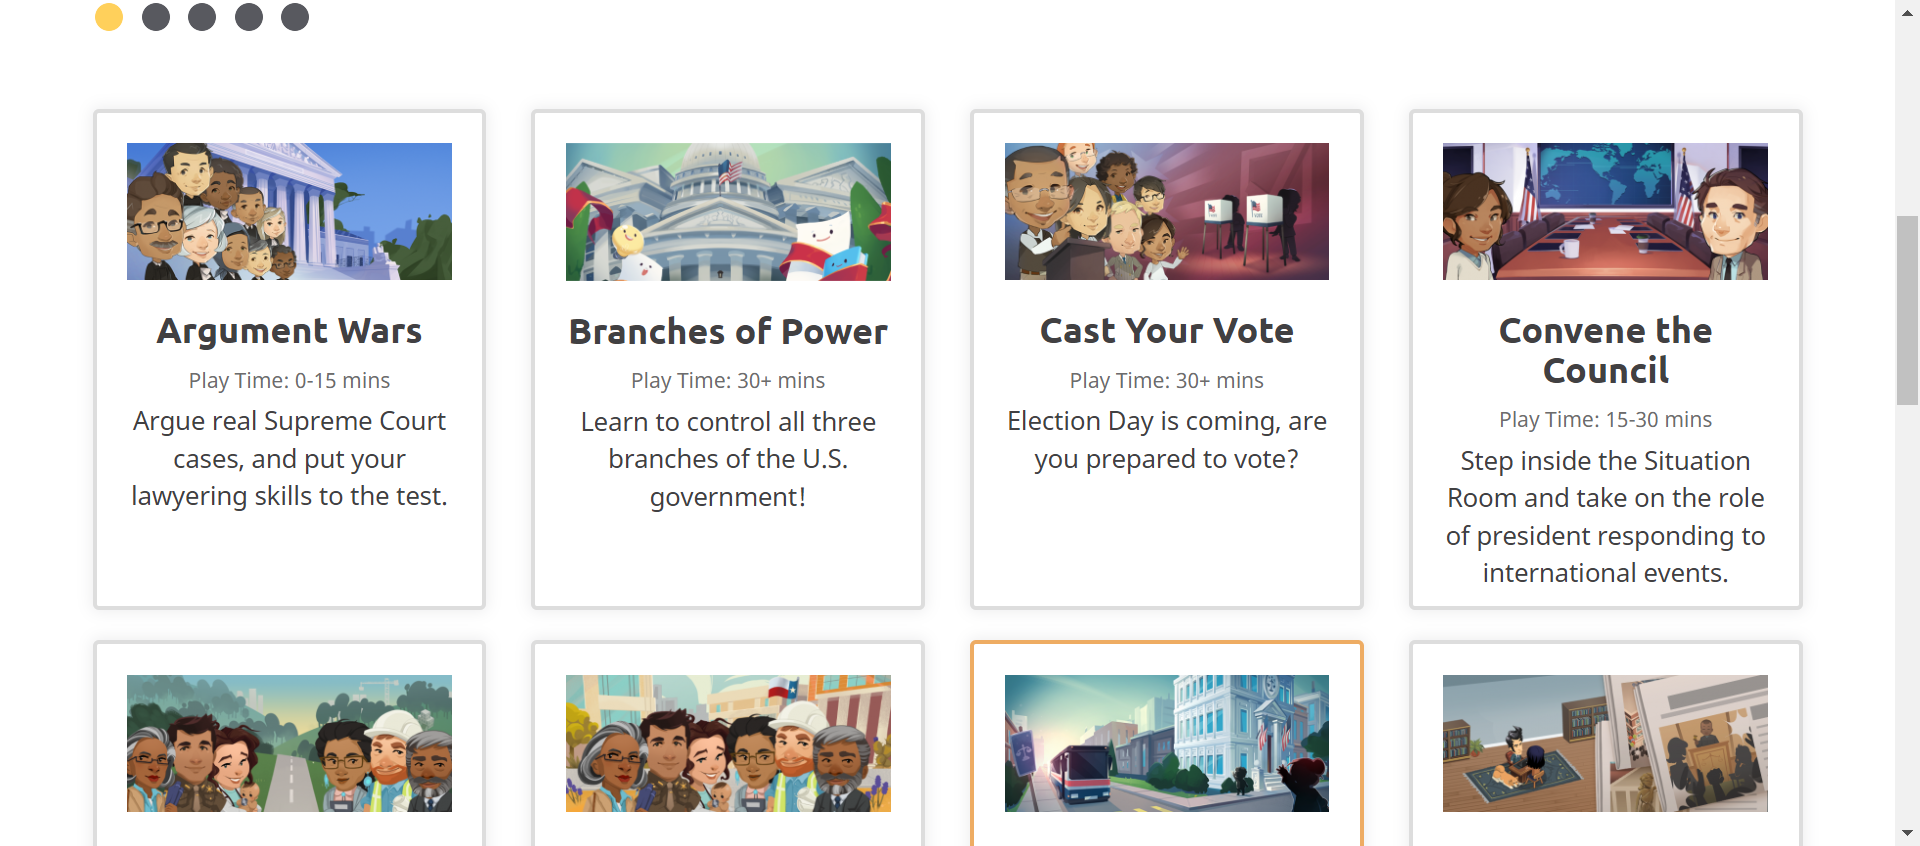 Argument Wars
Play Time: 0-15 mins
Argue real Supreme Court
cases, and put your
lawyering skills to the test.
Branches of Power
Play Time: 30+ mins
Learn to control all three
branches of the U.S.
government!
Cast Your Vote
Play Time: 30+ mins
Election Day is coming, are
you prepared to vote?
Convene the
Council
Play Time: 15-30 mins
Step inside the Situation
Room and take on the role
of president responding to
international events.